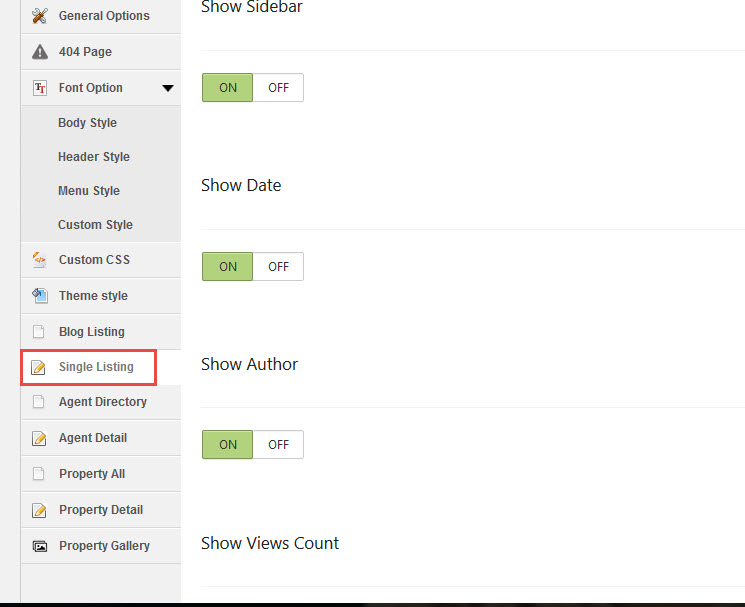 General Options
404 Page
Font Option
Body Style
Header Style
Menu Style
Custom Style
Custom CSS
Theme style
Blog Listing
Single Listing
Agent Directory
Agent Detail
Property All
Property Detail
Property Gallery
Show Sidebar
ON OFF
Show Date
ON OFF
Show Author
ON OFF
Show Views Count